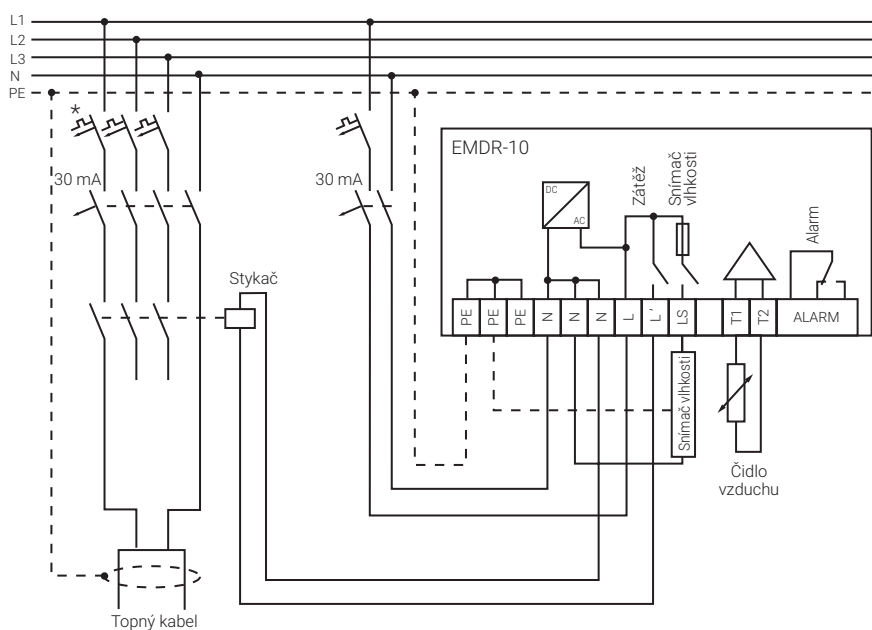 L1
L2
L3
N
PE
*
30 mA
30 mA
EMDR-10
DC
AC
Zátěž
Snímač
vlhkosti
Alarm
Stykač
PE
PE
PE
N
N
N
L
L'
LS
T1
T2
ALARM
Snímač vlhkosti
Čidlo
vzduchu
Topný kabel